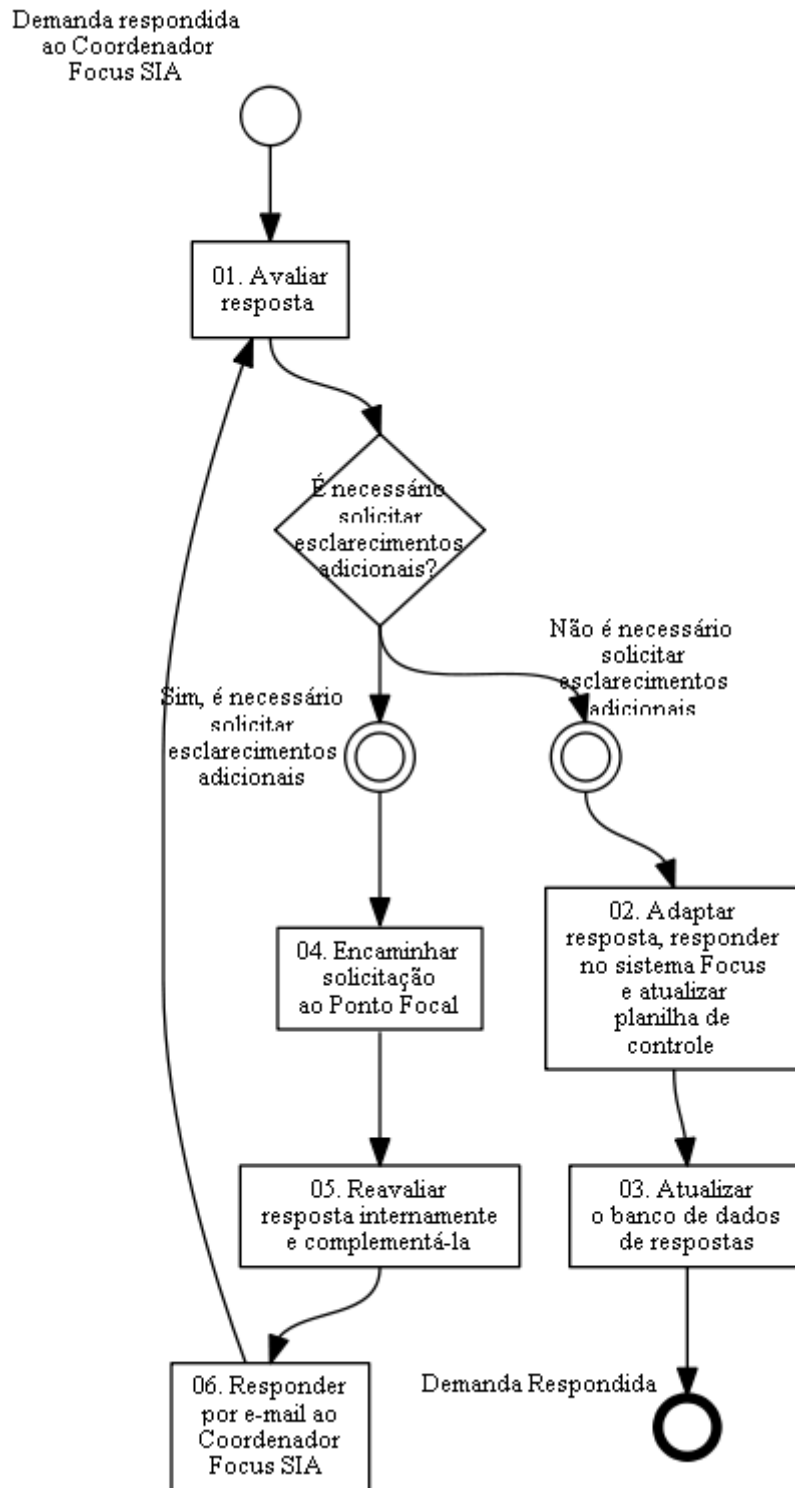 Demanda respondida
ao Coordenador
Focus SIA
01. Avaliar
resposta
É necessário
solicitar
esclarecimentos
adicionais?
Não é necessário
solicitar
esclarecimentos
adicionais
Sim, é necessário
solicitar
esclarecimentos
adicionais
04. Encaminhar
solicitação
ao Ponto Focal
02. Adaptar
resposta, responder
no sistema Focus
e atualizar
planilha de
controle
05. Reavaliar
resposta internamente
e complementá-la
03. Atualizar
o banco de dados
de respostas
06. Responder
por e-mail ao
Coordenador
Focus SIA
Demanda Respondida